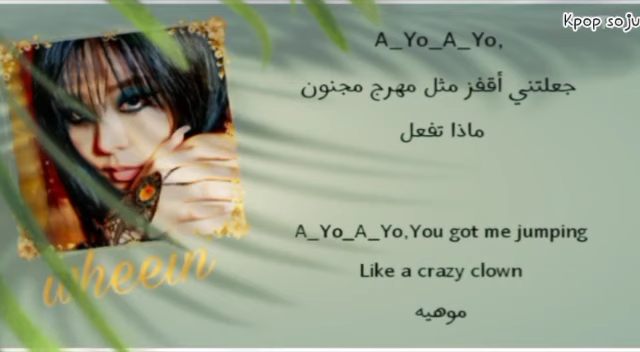 Kpop soju
A_Yo_A_Yo,
جعلتني أقفز مثل مهرج مجنون
ماذا تفعل
A_Yo_A_Yo,You got me jumping
Like a crazy clown
موهيه
wheein